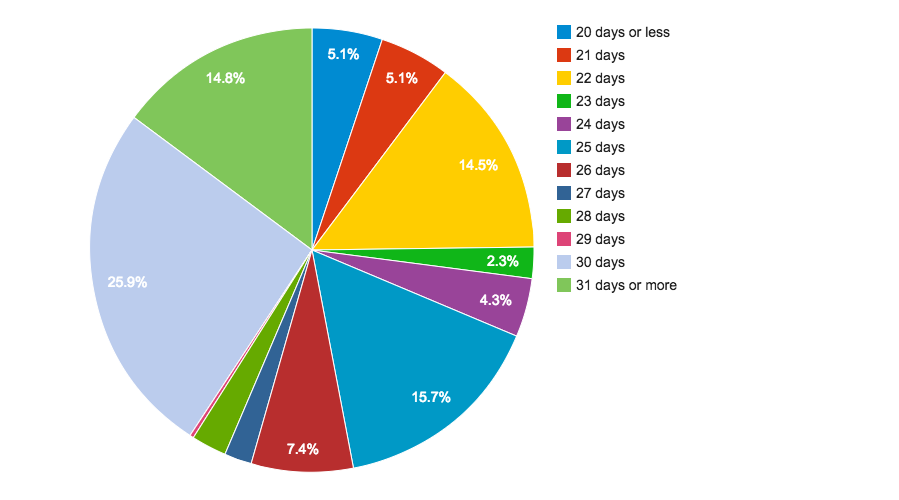 20 days or less
21 days
22 days
23 days
24 days
25 days
26 days
27 days
28 days
29 days
30 days
31 days or more
5.1%
5.1%
14.5%
2.3%
4.3%
15.7%
7.4%
25.9%
14.8%